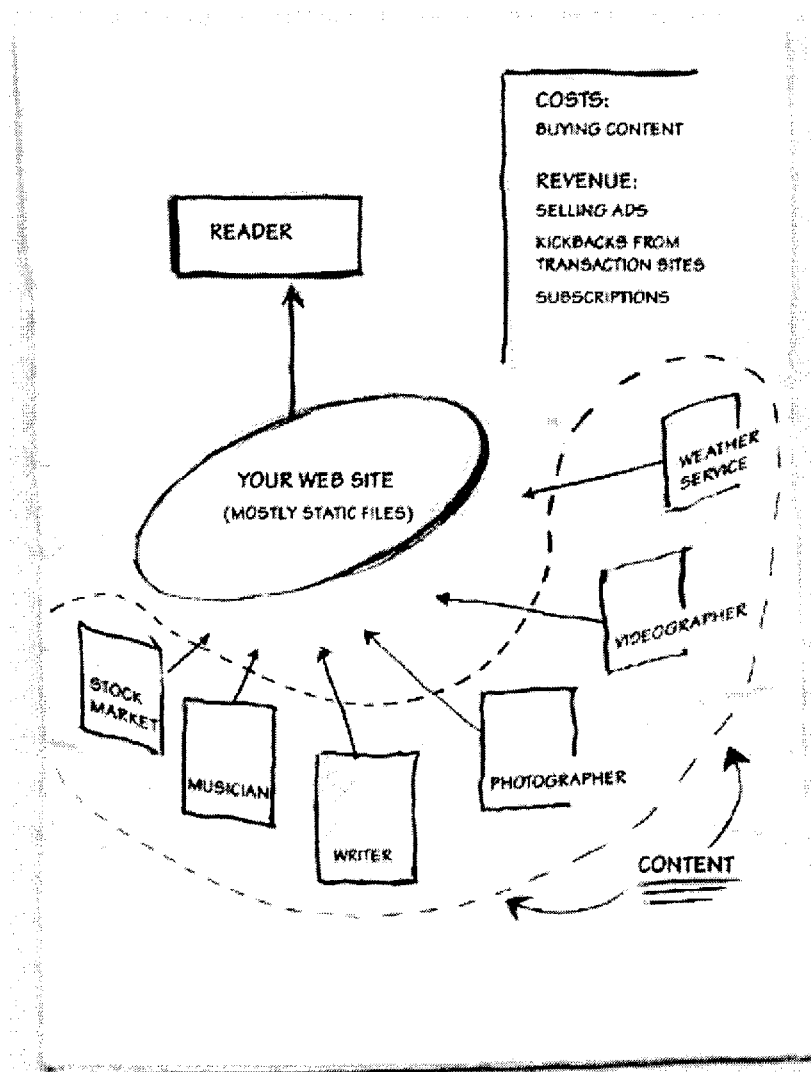 COSTS:
BUYING CONTENT
REVENUE:
SELLING ADS
KICKBACKS FROM
TRANSACTION SITES
SUBSCRIPTIONS
READER
YOUR WEB SITE
(MOSTLY STATIC FILES)
WEATHER
SERVICE
VIDEOGRAPHER
STOCK
MARKET
MUSICIAN
WRITER
PHOTOGRAPHER
CONTENT